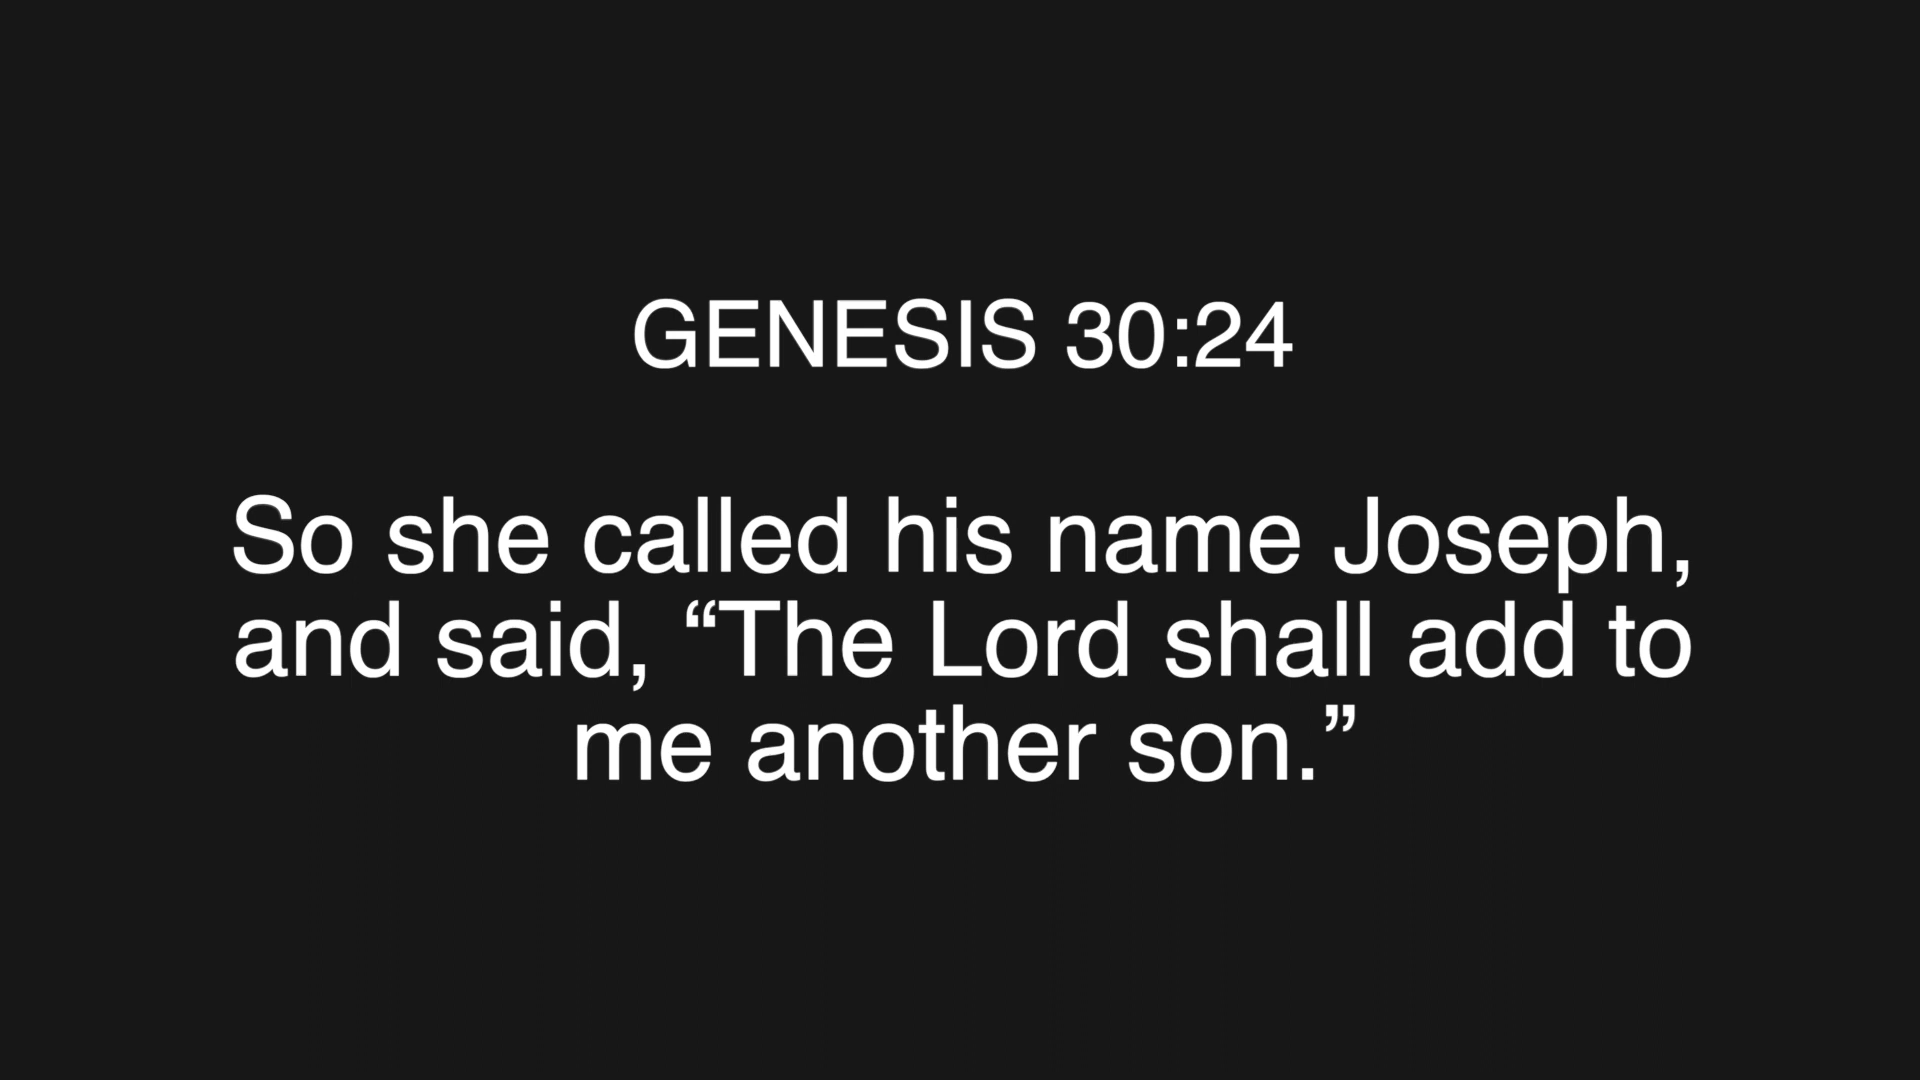 GENESIS 30:24
So she called his name Joseph,
and said, “The Lord shall add to
me another son.”